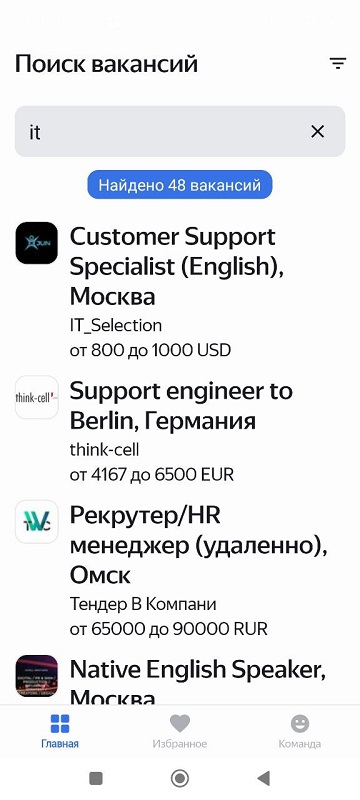 Поиск вакансий
it
Найдено 48 вакансий
Customer Support
Specialist (English),
Москва
IT_Selection
от 800 до 1000 USD
think-cell
Support engineer to
Berlin, Германия
think-cell
от 4167 до 6500 EUR
Рекрутер/HR
менеджер (удаленно),
Омск
Тендер В Компани
от 65000 до 90000 RUR
Native English Speaker,
Москва
Главная
Избранное
Команда